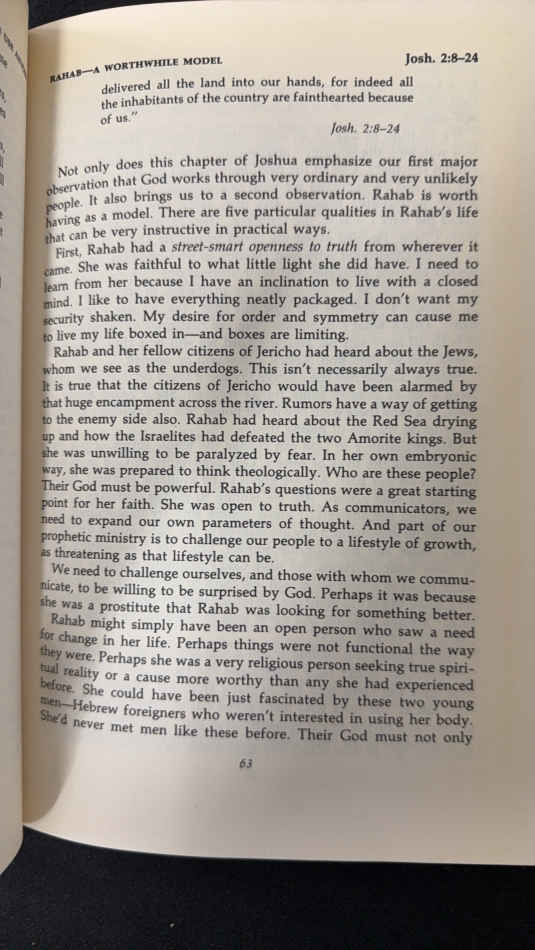 RAHAB—A WORTHWHILE MODEL Josh. 2:8–24
delivered all the land into our hands, for indeed all
the inhabitants of the country are fainthearted because
of us."
Josh. 2:8–24
Not only does this chapter of Joshua emphasize our first major
observation that God works through very ordinary and very unlikely
people. It also brings us to a second observation. Rahab is worth
having as a model. There are five particular qualities in Rahab's life
that can be very instructive in practical ways.
First, Rahab had a street-smart openness to truth from wherever it
came. She was faithful to what little light she did have. I need to
learn from her because I have an inclination to live with a closed
mind. I like to have everything neatly packaged. I don't want my
security shaken. My desire for order and symmetry can cause me
to live my life boxed in—and boxes are limiting.
Rahab and her fellow citizens of Jericho had heard about the Jews,
whom we see as the underdogs. This isn't necessarily always true.
It is true that the citizens of Jericho would have been alarmed by
that huge encampment across the river. Rumors have a way of getting
to the enemy side also. Rahab had heard about the Red Sea drying
up and how the Israelites had defeated the two Amorite kings. But
she was unwilling to be paralyzed by fear. In her own embryonic
way, she was prepared to think theologically. Who are these people?
Their God must be powerful. Rahab's questions were a great starting
point for her faith. She was open to truth. As communicators, we
need to expand our own parameters of thought. And part of our
prophetic ministry is to challenge our people to a lifestyle of growth,
as threatening as that lifestyle can be.
We need to challenge ourselves, and those with whom we commu-
nicate, to be willing to be surprised by God. Perhaps it was because
she was a prostitute that Rahab was looking for something better.
Rahab might simply have been an open person who saw a need
for change in her life. Perhaps things were not functional the way
they were. Perhaps she was a very religious person seeking true spiri-
tual reality or a cause more worthy than any she had experienced
before. She could have been just fascinated by these two young
men—Hebrew foreigners who weren't interested in using her body.
She'd never met men like these before. Their God must not only
63